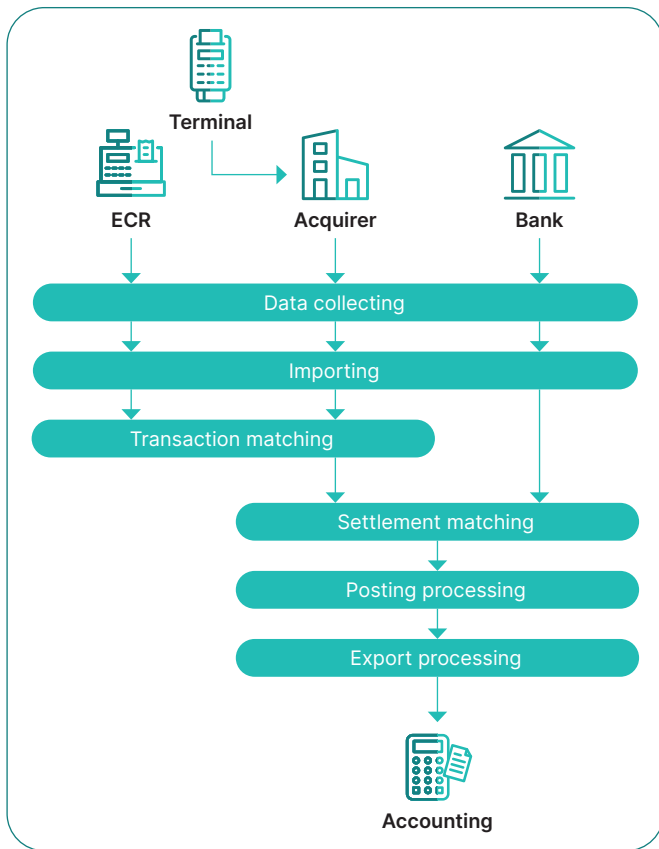 Terminal
ECR
Acquirer
Bank
Data collecting
Importing
Transaction matching
Settlement matching
Posting processing
Export processing
Accounting